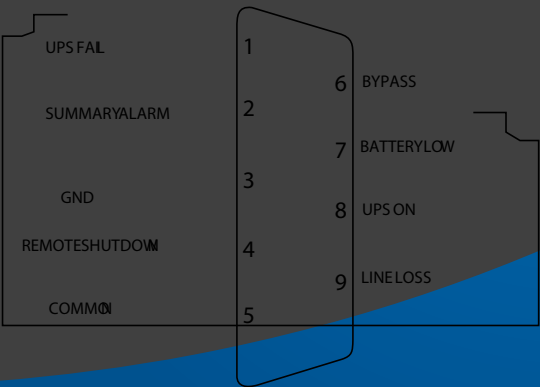 UPS FAIL
1
6 BYPASS
SUMMARYALARM
2
7 BATTERYLOW
3
GND
8 UPS ON
REMOTESHUTDOWN
4
9 LINELOSS
COMMON
5